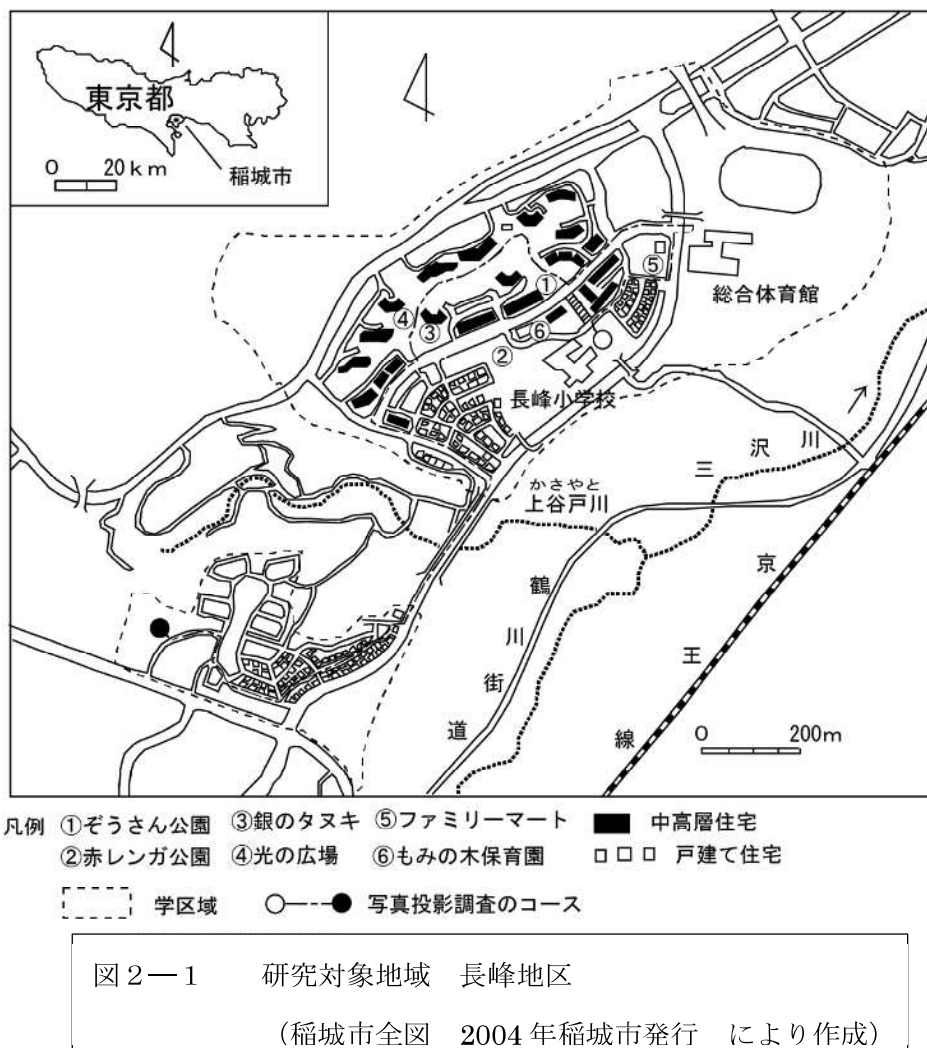 東京都
0 20km
稲城市
①
⑤
総合体育館
④
③
⑥
②
長峰小学校
かさやと
上谷戸川
三沢川
鶴川街道
京王線
0 200m
凡例 ①ぞうさん公園 ③銀のタヌキ ⑤ファミリーマート 中高層住宅
②赤レンガ公園 ④光の広場 ⑥もみの木保育園 戸建て住宅
学区域 写真投影調査のコース
図2―1 研究対象地域 長峰地区
(稲城市全図 2004年稲城市発行 により作成)